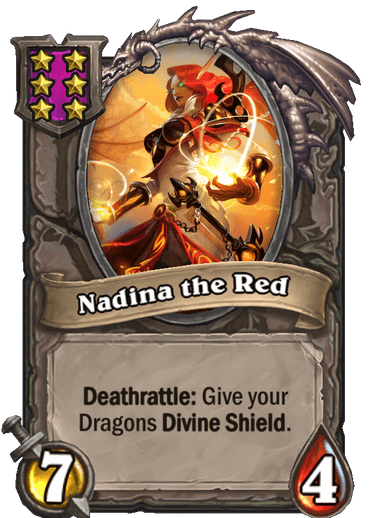 Nadina the Red
Deathrattle: Give your
Dragons Divine Shield.
7
4